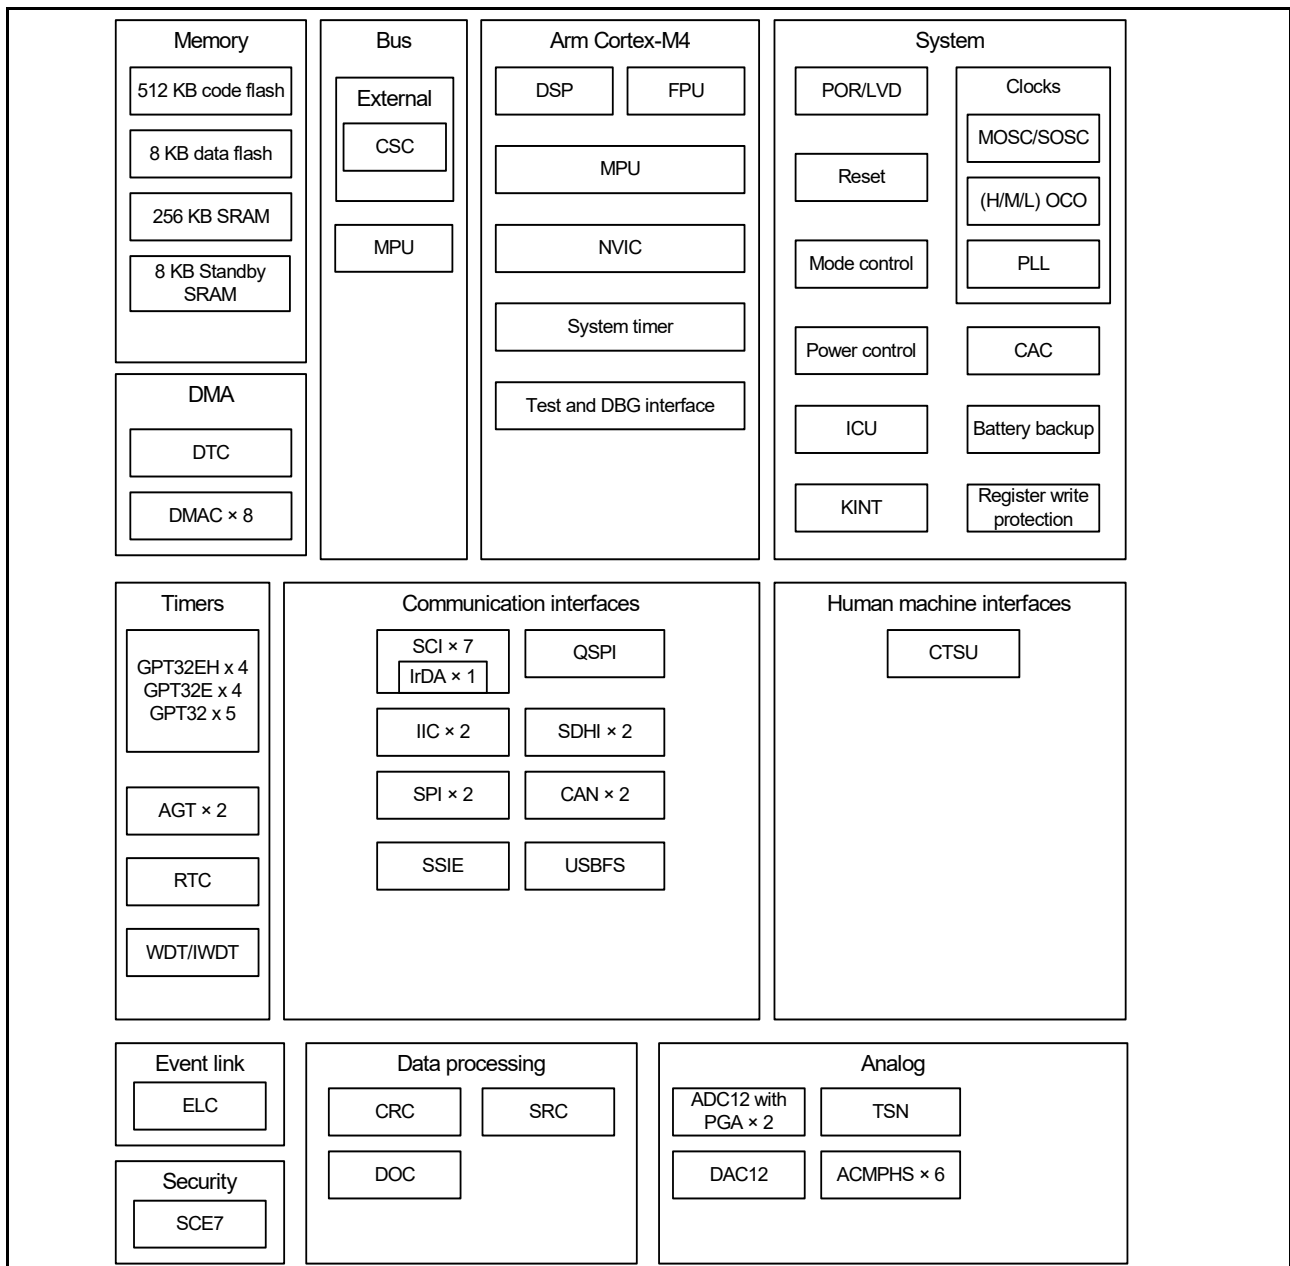 Memory
512 KB code flash
8 KB data flash
256 KB SRAM
8 KB Standby
SRAM
DMA
DTC
DMAC × 8
Bus
External
CSC
MPU
Arm Cortex-M4
DSP
FPU
MPU
NVIC
System timer
Test and DBG interface
System
POR/LVD
Reset
Mode control
Power control
ICU
KINT
Clocks
MOSC/SOSC
(H/M/L) OCO
PLL
CAC
Battery backup
Register write
protection
Timers
GPT32EH x 4
GPT32E x 4
GPT32 x 5
AGT × 2
RTC
WDT/IWDT
Communication interfaces
SCI × 7
IrDA × 1
QSPI
IIC × 2
SDHI × 2
SPI × 2
CAN × 2
SSIE
USBFS
Human machine interfaces
CTSU
Event link
ELC
Security
SCE7
Data processing
CRC
SRC
DOC
Analog
ADC12 with
PGA × 2
TSN
DAC12
ACMPHS × 6